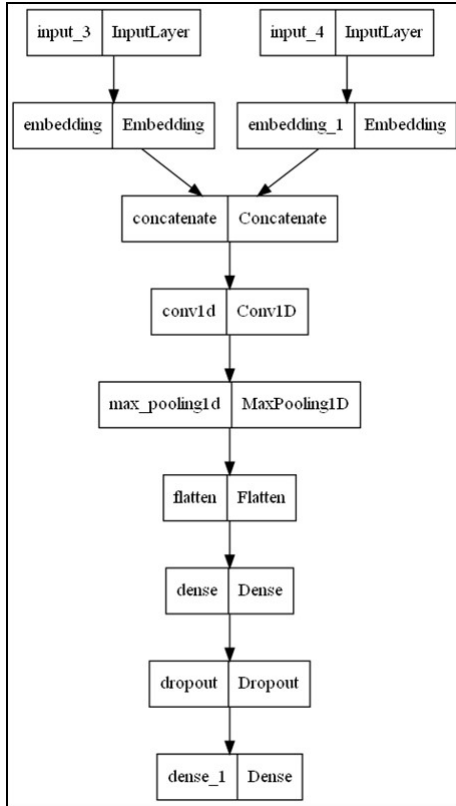 input_3 InputLayer input_4 InputLayer
embedding Embedding embedding_1 Embedding
concatenate Concatenate
conv1d Conv1D
max_pooling1d MaxPooling1D
flatten Flatten
dense Dense
dropout Dropout
dense_1 Dense